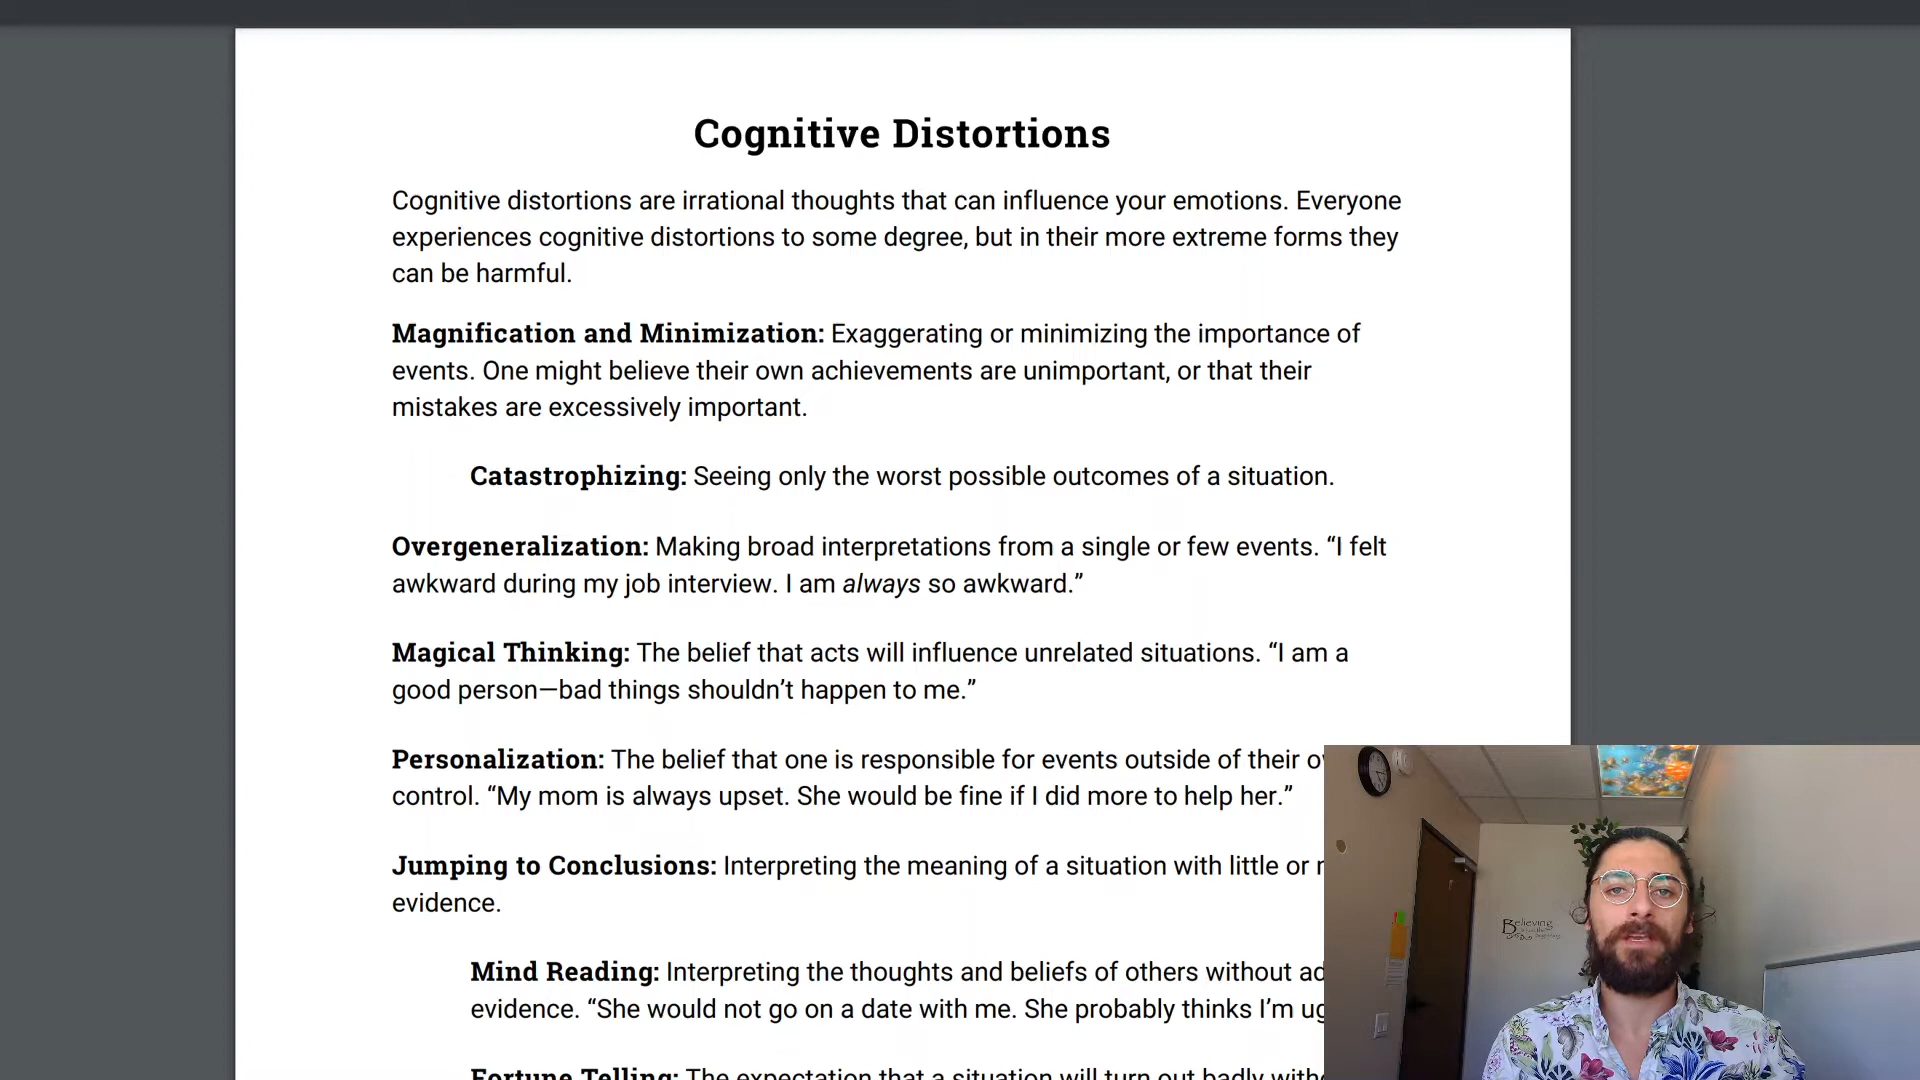 Cognitive Distortions
Cognitive distortions are irrational thoughts that can influence your emotions. Everyone
experiences cognitive distortions to some degree, but in their more extreme forms they
can be harmful.
Magnification and Minimization: Exaggerating or minimizing the importance of
events. One might believe their own achievements are unimportant, or that their
mistakes are excessively important.
Catastrophizing: Seeing only the worst possible outcomes of a situation.
Overgeneralization: Making broad interpretations from a single or few events. “I felt
awkward during my job interview. I am always so awkward.”
Magical Thinking: The belief that acts will influence unrelated situations. “I am a
good person—bad things shouldn’t happen to me.”
Personalization: The belief that one is responsible for events outside of their
control. “My mom is always upset. She would be fine if I did more to help her.”
Jumping to Conclusions: Interpreting the meaning of a situation with little or
evidence.
Mind Reading: Interpreting the thoughts and beliefs of others without
evidence. “She would not go on a date with me. She probably thinks I’m
Fortune Telling: The expectation that a situation will turn out badly
Believing